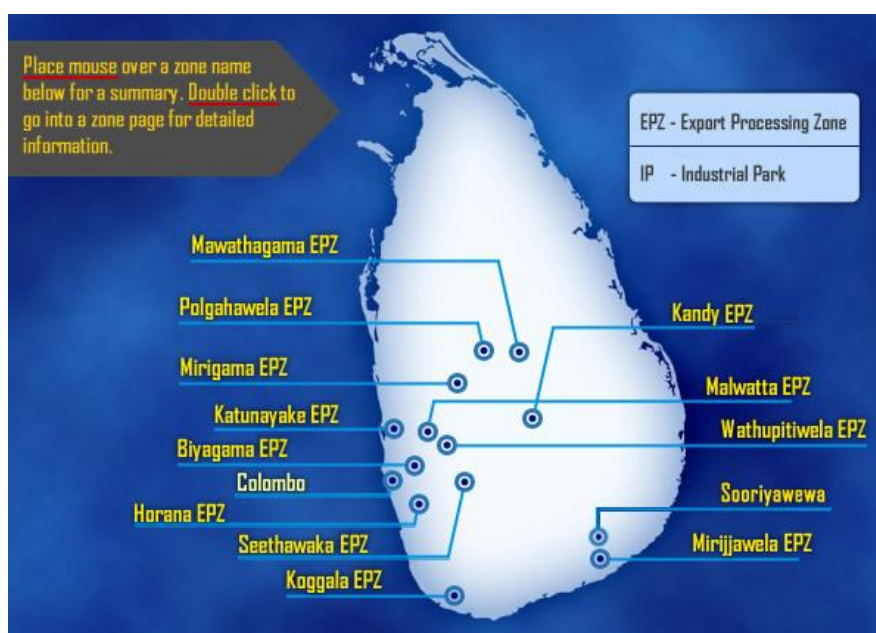 Place mouse over a zone name
below for a summary. Double click to
go into a zone page for detailed
information.
EPZ - Export Processing Zone
IP - Industrial Park
Mawathagama EPZ
Polgahawela EPZ
Kandy EPZ
Mirigama EPZ
Malwatta EPZ
Katunayake EPZ
Wathupitiwela EPZ
Biyagama EPZ
Colombo
Sooriyawewa
Horana EPZ
Seethawaka EPZ
Mirijjawela EPZ
Koggala EPZ